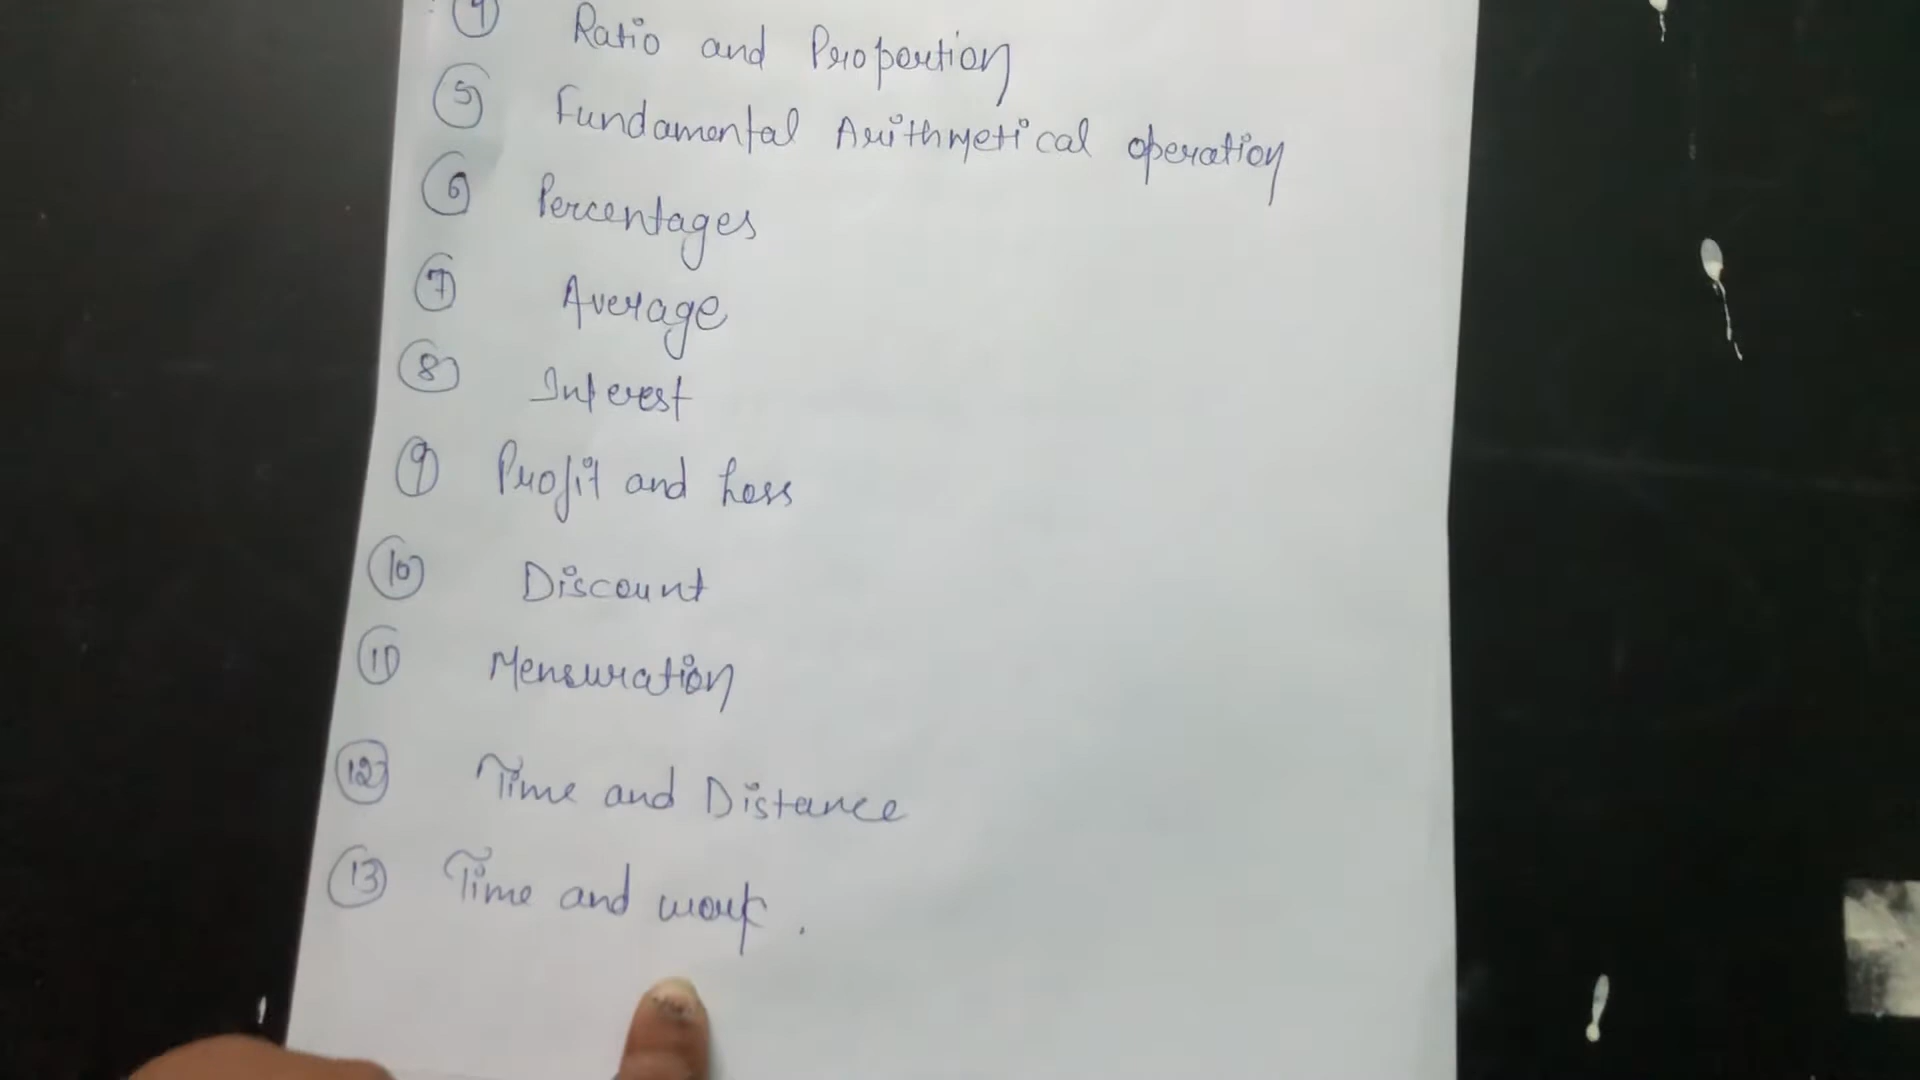 4 Ratio and Proportion
5 Fundamental Arithmetical operation
6 Percentages
7 Average
8 Interest
9 Profit and Loss
10 Discount
11 Mensuration
12 Time and Distance
13 Time and work.